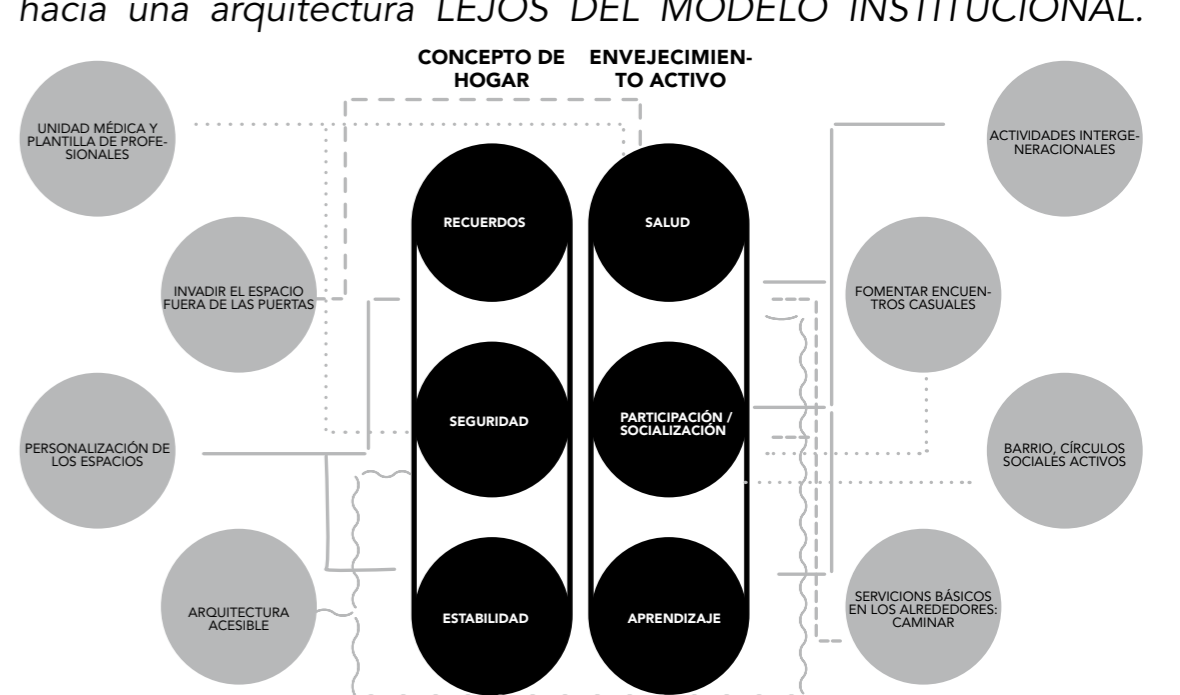 hacia una arquitectura LEJOS DEL MODELO INSTITUCIONAL.
CONCEPTO DE
HOGAR
ENVEJECIMIEN-
TO ACTIVO
UNIDAD MÉDICA Y
PLANTILLA DE PROFE-
SIONALES
INVADIR EL ESPACIO
FUERA DE LAS PUERTAS
PERSONALIZACIÓN DE
LOS ESPACIOS
ARQUITECTURA
ACESIBLE
RECUERDOS
SEGURIDAD
ESTABILIDAD
SALUD
PARTICIPACIÓN /
SOCIALIZACIÓN
APRENDIZAJE
ACTIVIDADES INTERGE-
NERACIONALES
FOMENTAR ENCUEN-
TROS CASUALES
BARRIO, CÍRCULOS
SOCIALES ACTIVOS
SERVICIONS BÁSICOS
EN LOS ALREDEDORES:
CAMINAR